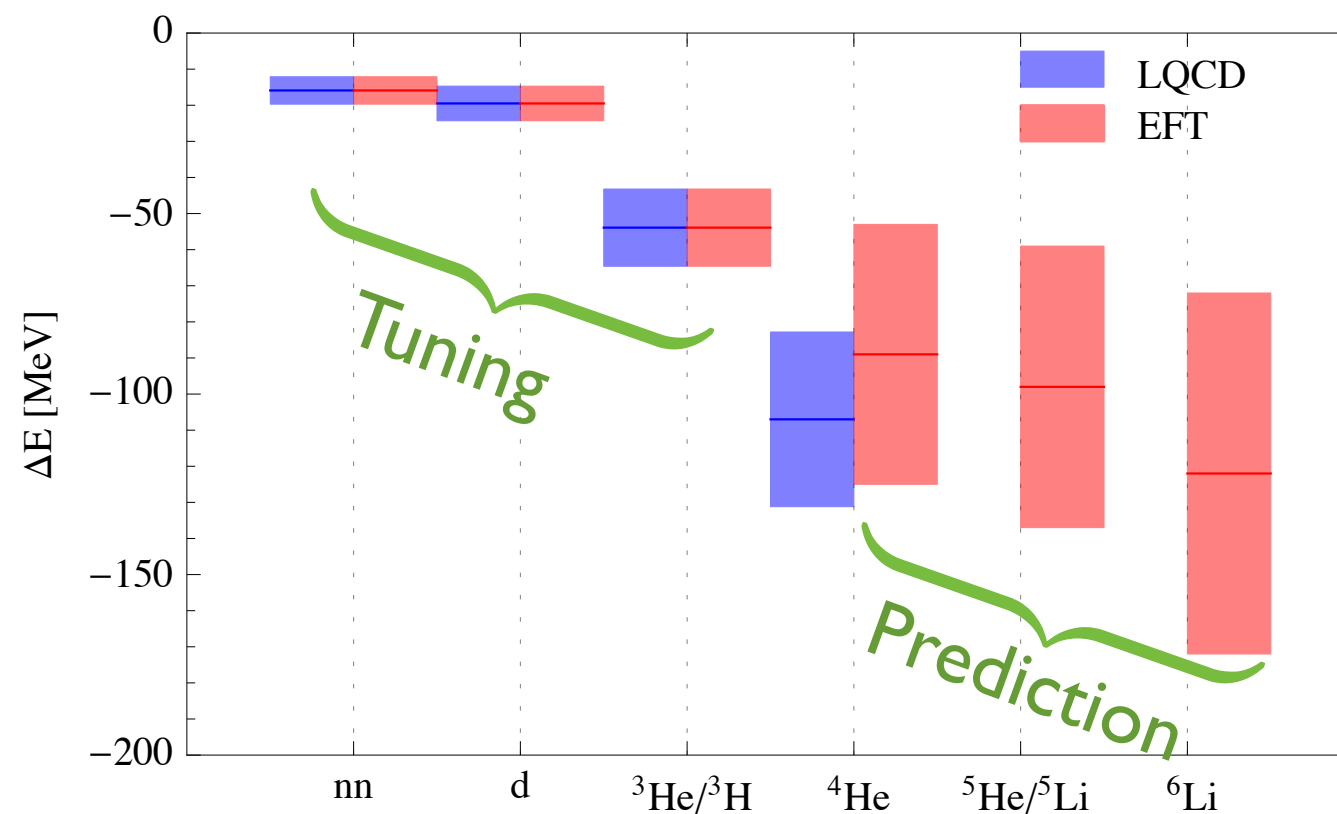 0
−50
−100
−150
−200
ΔE [MeV]
LQCD
EFT
Tuning
Prediction
nn
d
³He/³H
⁴He
⁵He/⁵Li
⁶Li